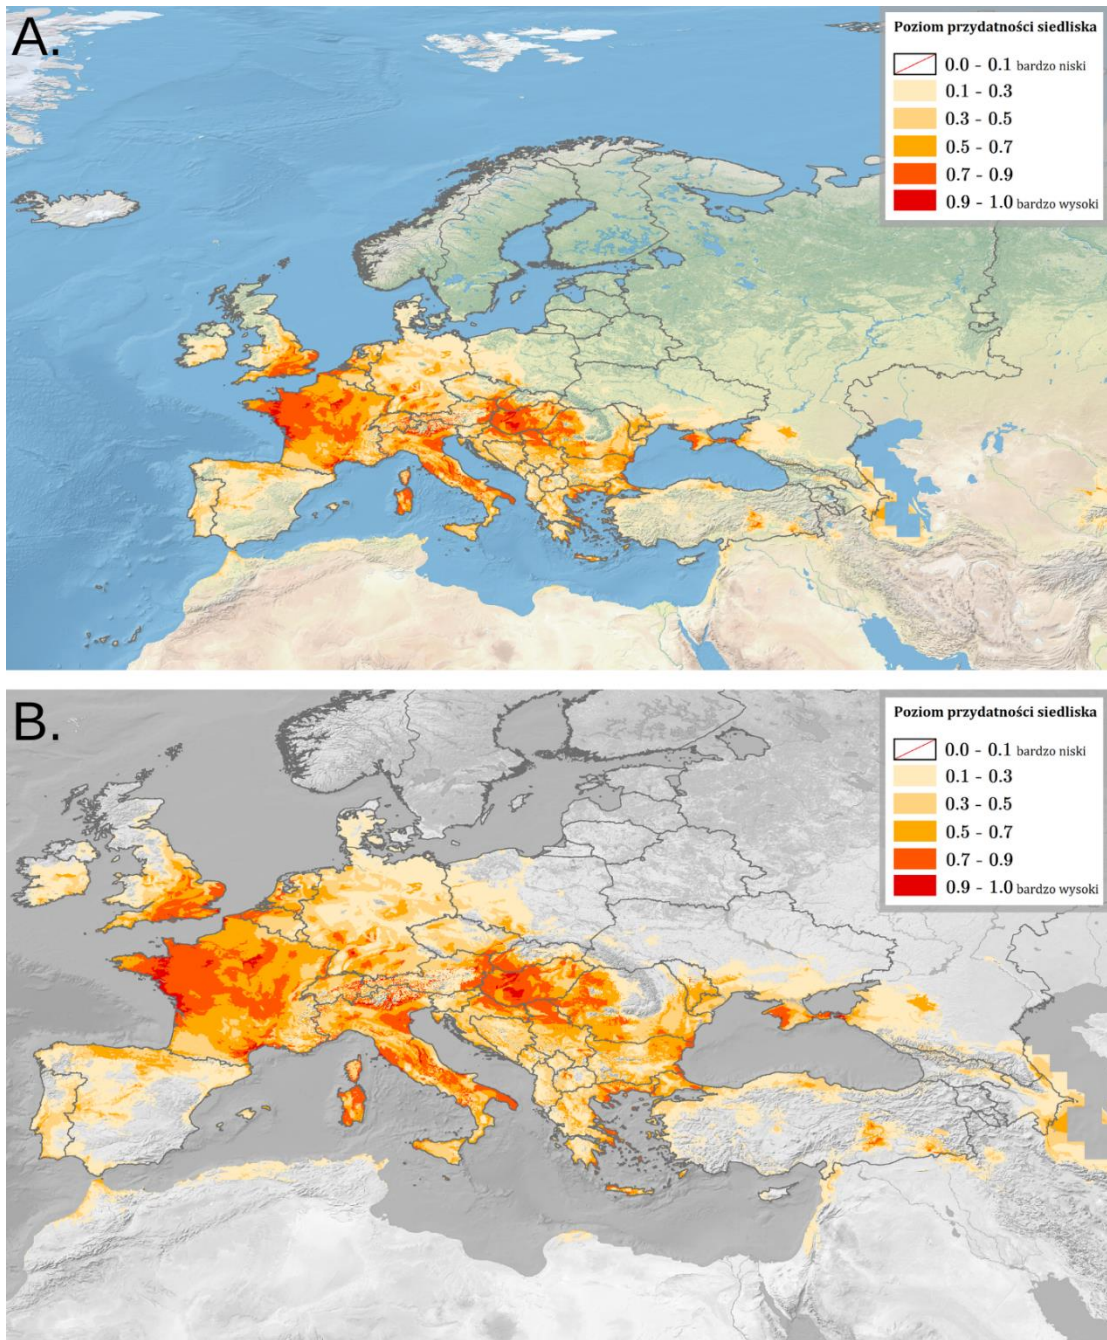 A.
Poziom przydatności siedliska
0.0 - 0.1 bardzo niski
0.1 - 0.3
0.3 - 0.5
0.5 - 0.7
0.7 - 0.9
0.9 - 1.0 bardzo wysoki
B.
Poziom przydatności siedliska
0.0 - 0.1 bardzo niski
0.1 - 0.3
0.3 - 0.5
0.5 - 0.7
0.7 - 0.9
0.9 - 1.0 bardzo wysoki